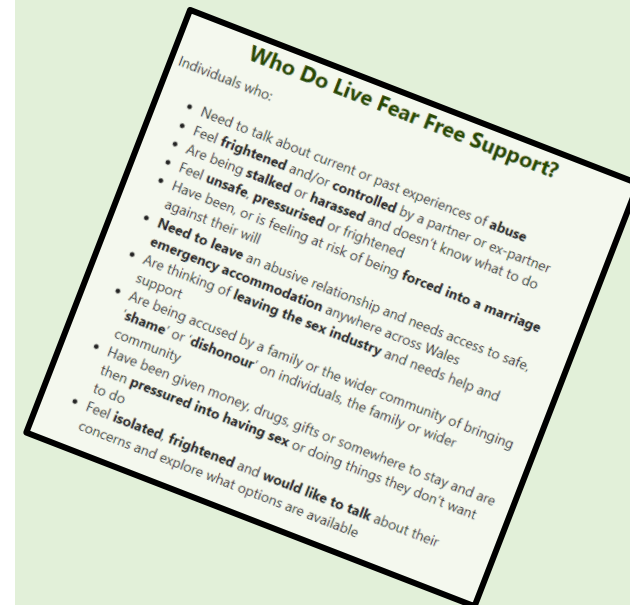 Who Do Live Fear Free Support?
Individuals who:
• Need to talk about current or past experiences of abuse
• Feel frightened and/or controlled by a partner or ex-partner
• Are being stalked or harassed and doesn't know what to do
• Feel unsafe, pressurised or frightened
• Have been, or is feeling at risk of being forced into a marriage
against their will
• Need to leave an abusive relationship and needs access to safe,
emergency accommodation anywhere across Wales
• Are thinking of leaving the sex industry and needs help and
support
• Are being accused by a family or the wider community of bringing
'shame' or 'dishonour' on individuals, the family or wider
community
• Have been given money, drugs, gifts or somewhere to stay and are
then pressured into having sex or doing things they don't want
to do
• Feel isolated, frightened and would like to talk about their
concerns and explore what options are available